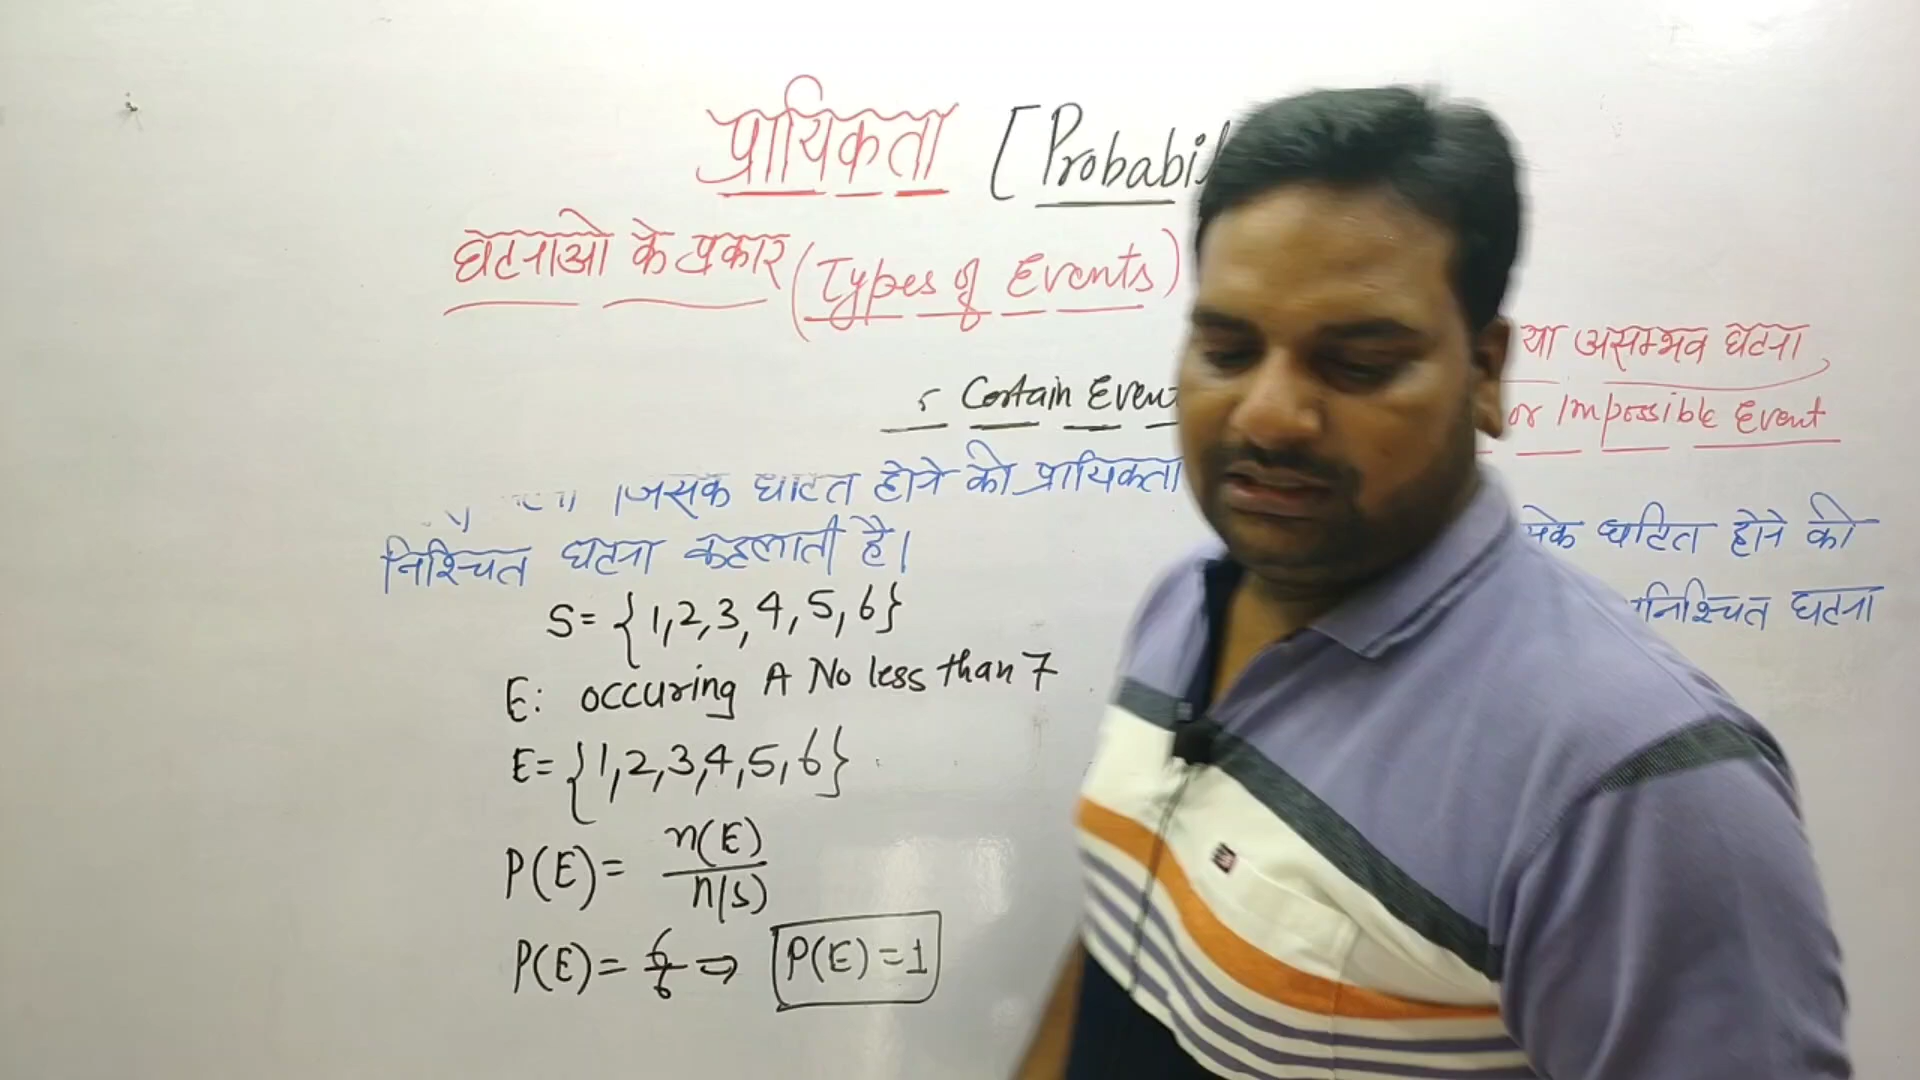 प्रायिकता [Probabil
घटनाओ के प्रकार (Types of Events)
Certain Event
जिसके घटित होने की प्रायिकता
निश्चित घटना कहलाती है।
S= {1,2,3,4,5,6}
E: occuring A No less than 7
E= {1,2,3,4,5,6}
P(E)= n(E)/n(S)
P(E)= 6/6 ⇒ P(E)=1
या असम्भव घटना
or Impossible Event
घटित होने की
निश्चित घटना